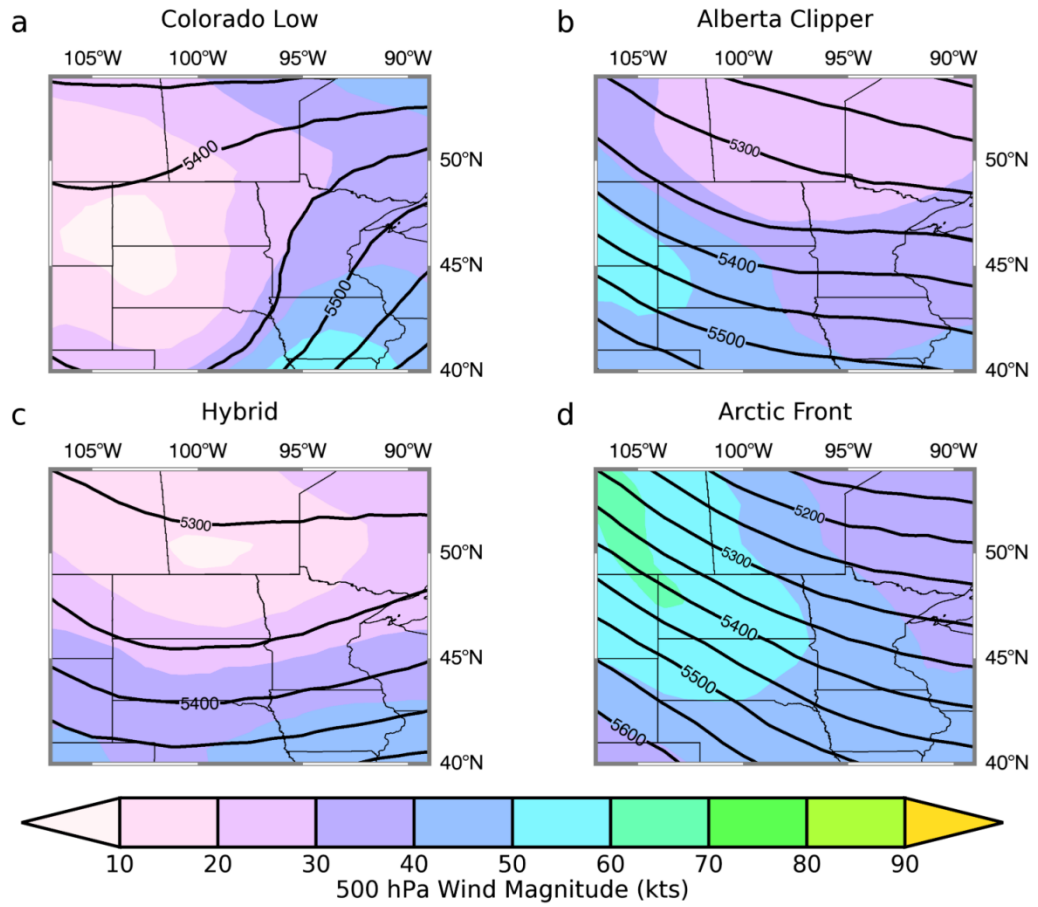 a Colorado Low
105°W 100°W 95°W 90°W
5400
50°N
45°N
5500
40°N
b Alberta Clipper
105°W 100°W 95°W 90°W
5300
50°N
5400
45°N
5500
40°N
c Hybrid
105°W 100°W 95°W 90°W
5300
50°N
45°N
5400
40°N
d Arctic Front
105°W 100°W 95°W 90°W
5200
5300
50°N
5400
45°N
5500
5600
40°N
10 20 30 40 50 60 70 80 90
500 hPa Wind Magnitude (kts)